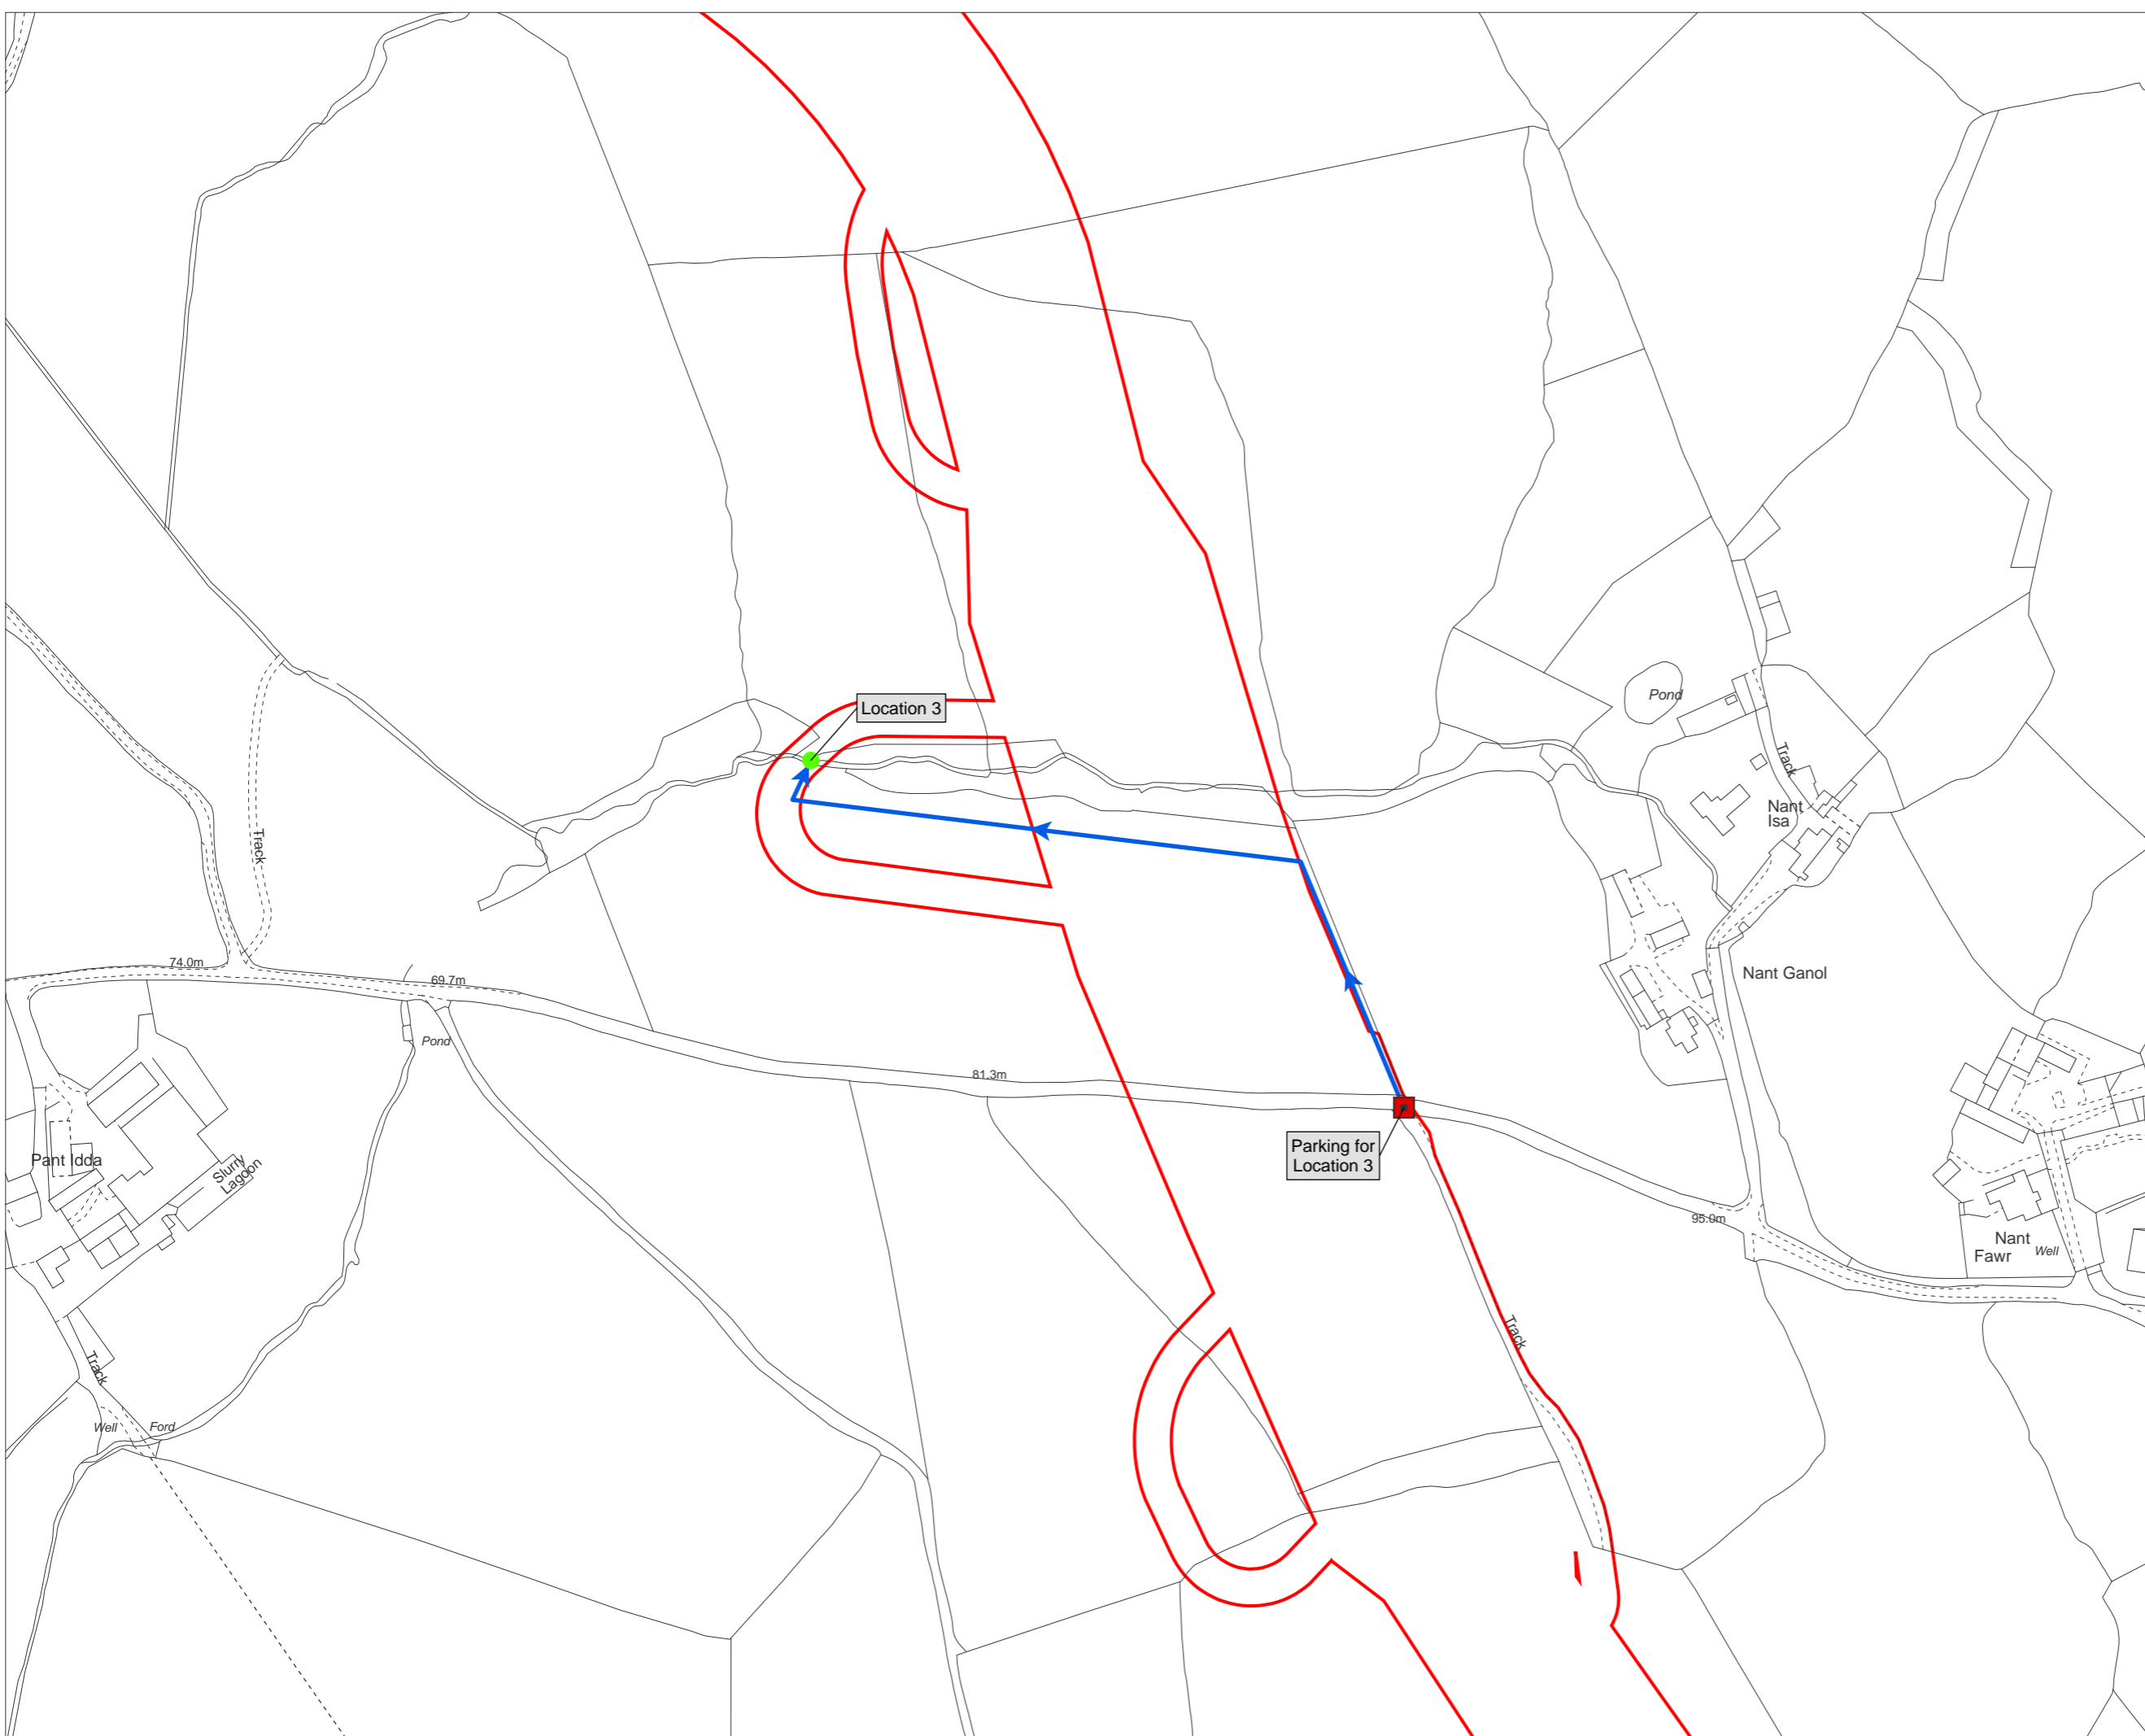 Location 3
Pond
Track
Nant
Isa
Track
Nant Ganol
74.0m
69.7m
Pond
81.3m
Parking for
Location 3
Pant Idda
Slurry
Lagoon
95.0m
Nant
Fawr
Well
Track
Track
Well
Ford